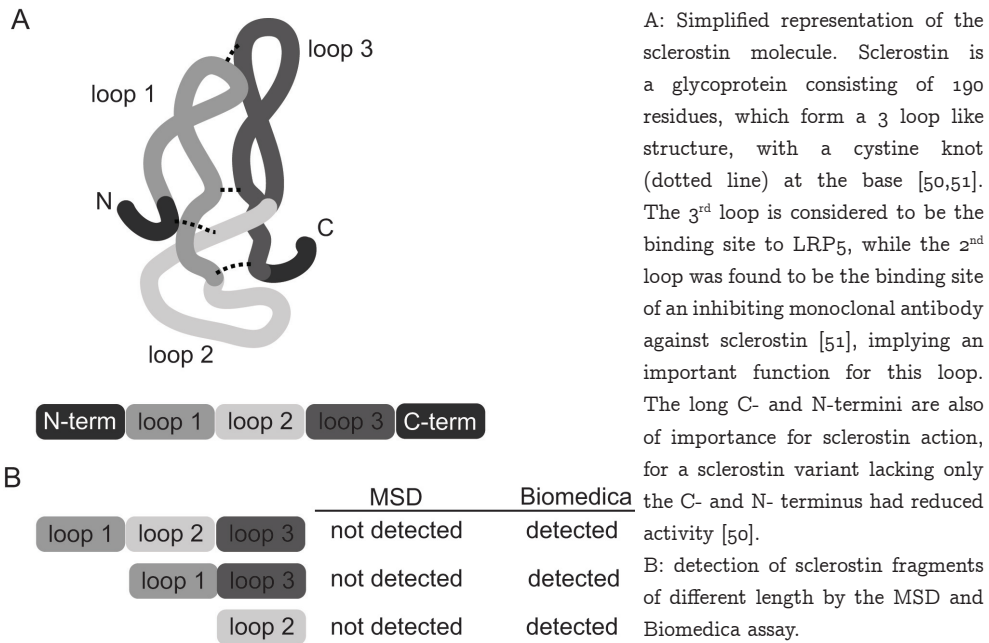 A
loop 3
loop 1
N
C
loop 2
N-term loop 1 loop 2 loop 3 C-term
B
MSD Biomedica
loop 1 loop 2 loop 3 not detected detected
loop 1 loop 3 not detected detected
loop 2 not detected detected
A: Simplified representation of the
sclerostin molecule. Sclerostin is
a glycoprotein consisting of 190
residues, which form a 3 loop like
structure, with a cystine knot
(dotted line) at the base [50,51].
The 3rd loop is considered to be the
binding site to LRP5, while the 2nd
loop was found to be the binding site
of an inhibiting monoclonal antibody
against sclerostin [51], implying an
important function for this loop.
The long C- and N-termini are also
of importance for sclerostin action,
for a sclerostin variant lacking only
the C- and N- terminus had reduced
activity [50].
B: detection of sclerostin fragments
of different length by the MSD and
Biomedica assay.